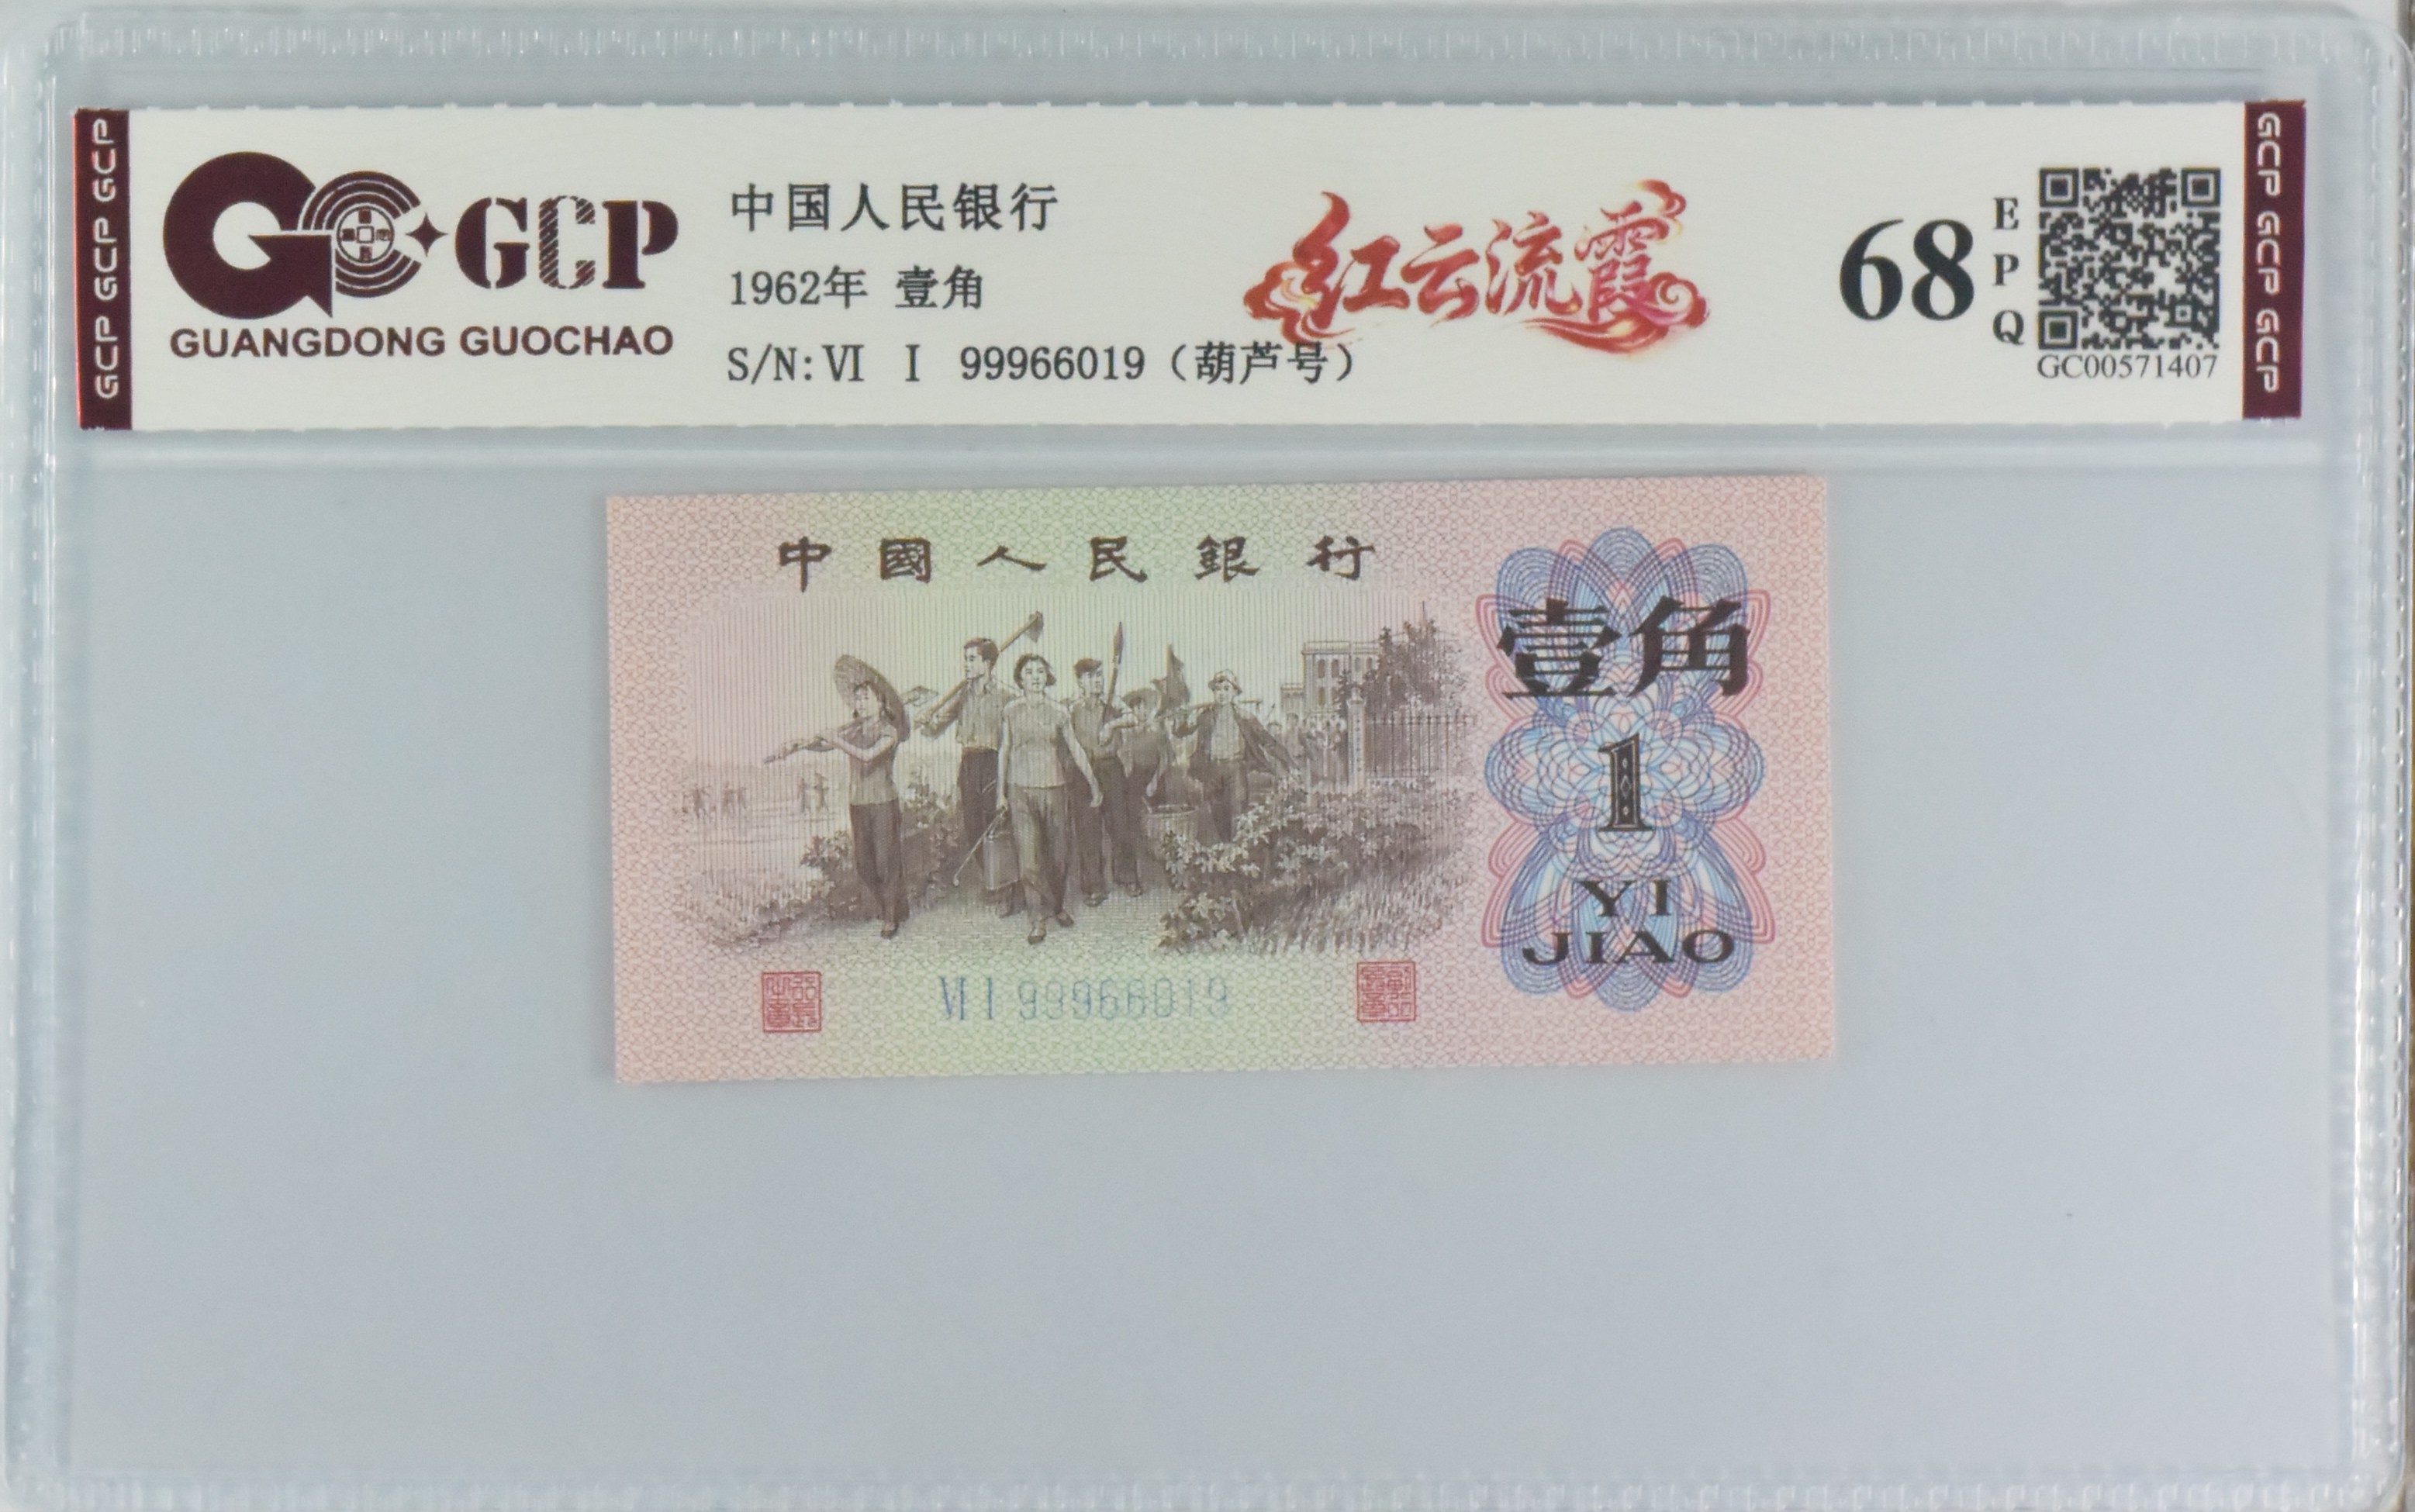 GCP GCP GCP GCP
GCP
GUANGDONG GUOCHAO
中国人民银行
1962年 壹角
S/N:Ⅵ Ⅰ 99966019（葫芦号）
红云流霞
68
E
P
Q
GC00571407
GCP GCP GCP GCP
中國人民銀行
壹角
1
YI
JIAO
Ⅵ Ⅰ 99966019